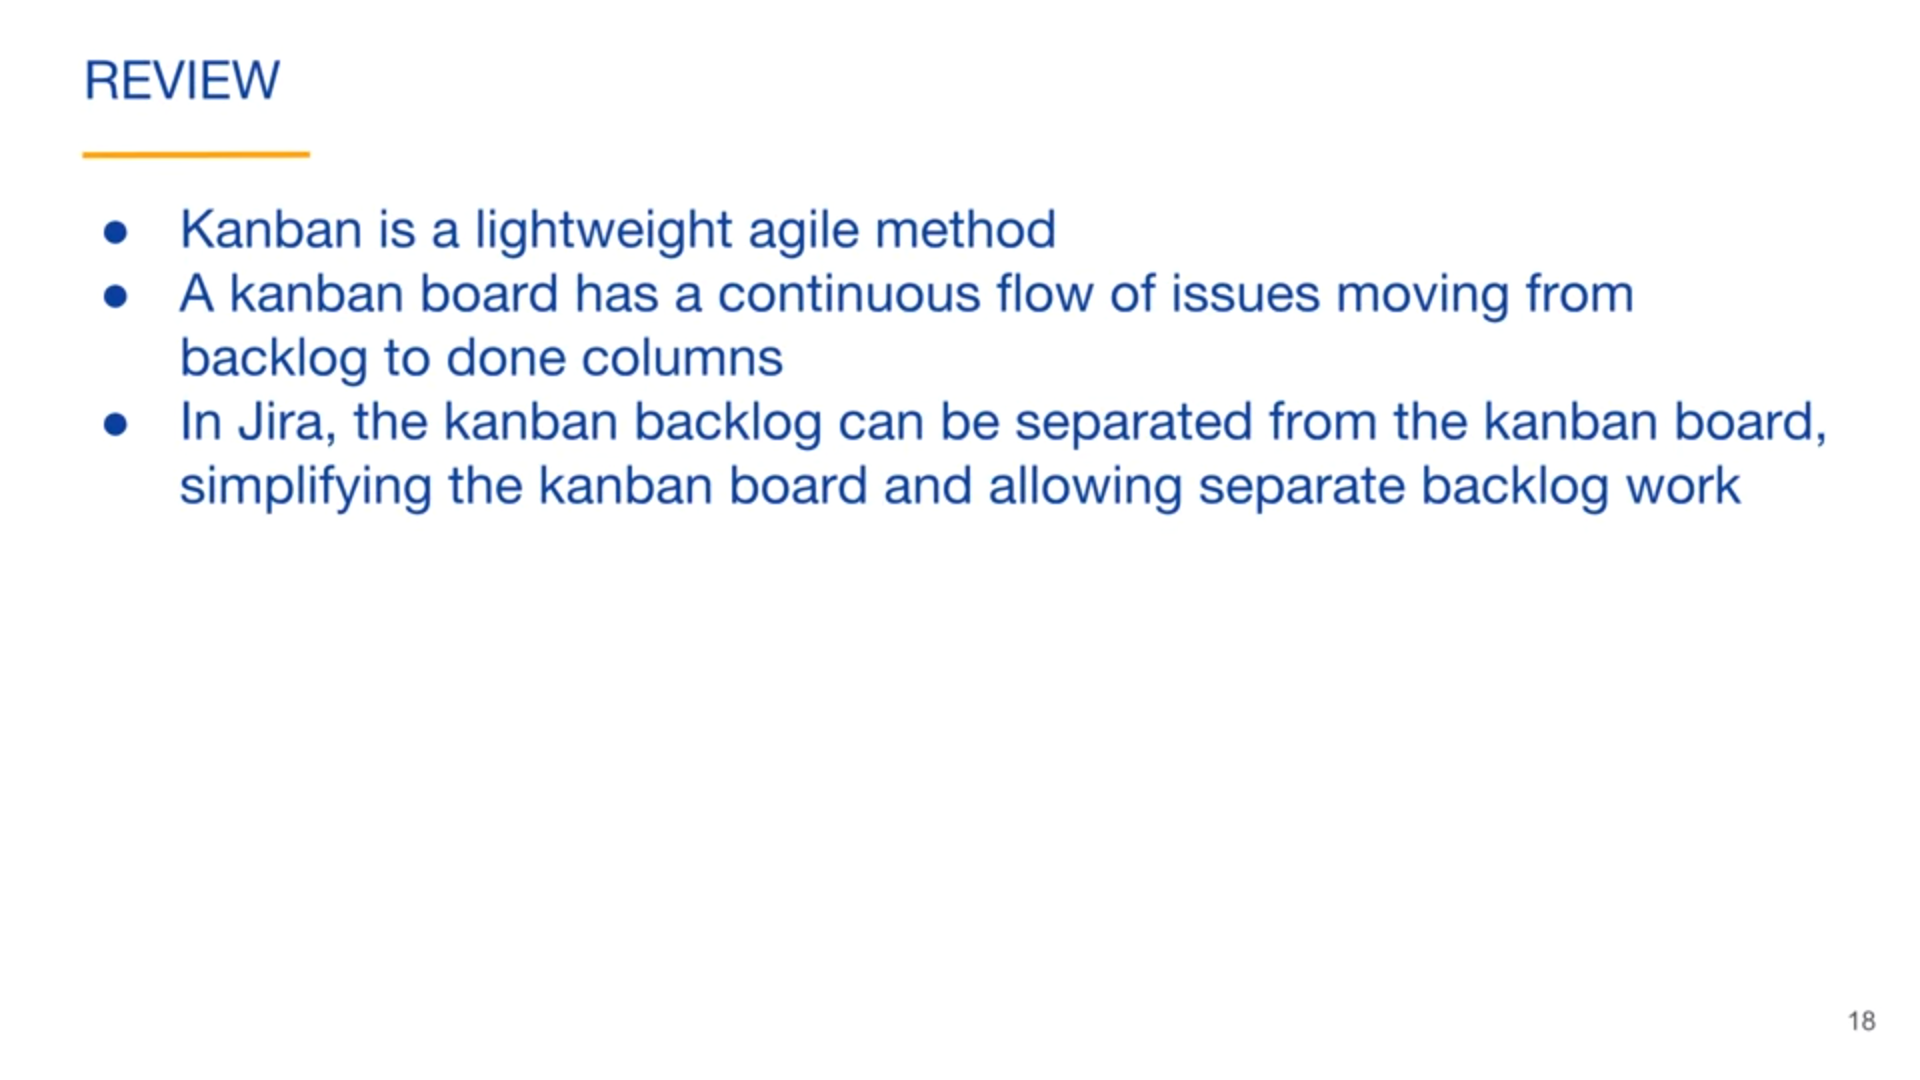 REVIEW
● Kanban is a lightweight agile method
● A kanban board has a continuous flow of issues moving from
backlog to done columns
● In Jira, the kanban backlog can be separated from the kanban board,
simplifying the kanban board and allowing separate backlog work
18